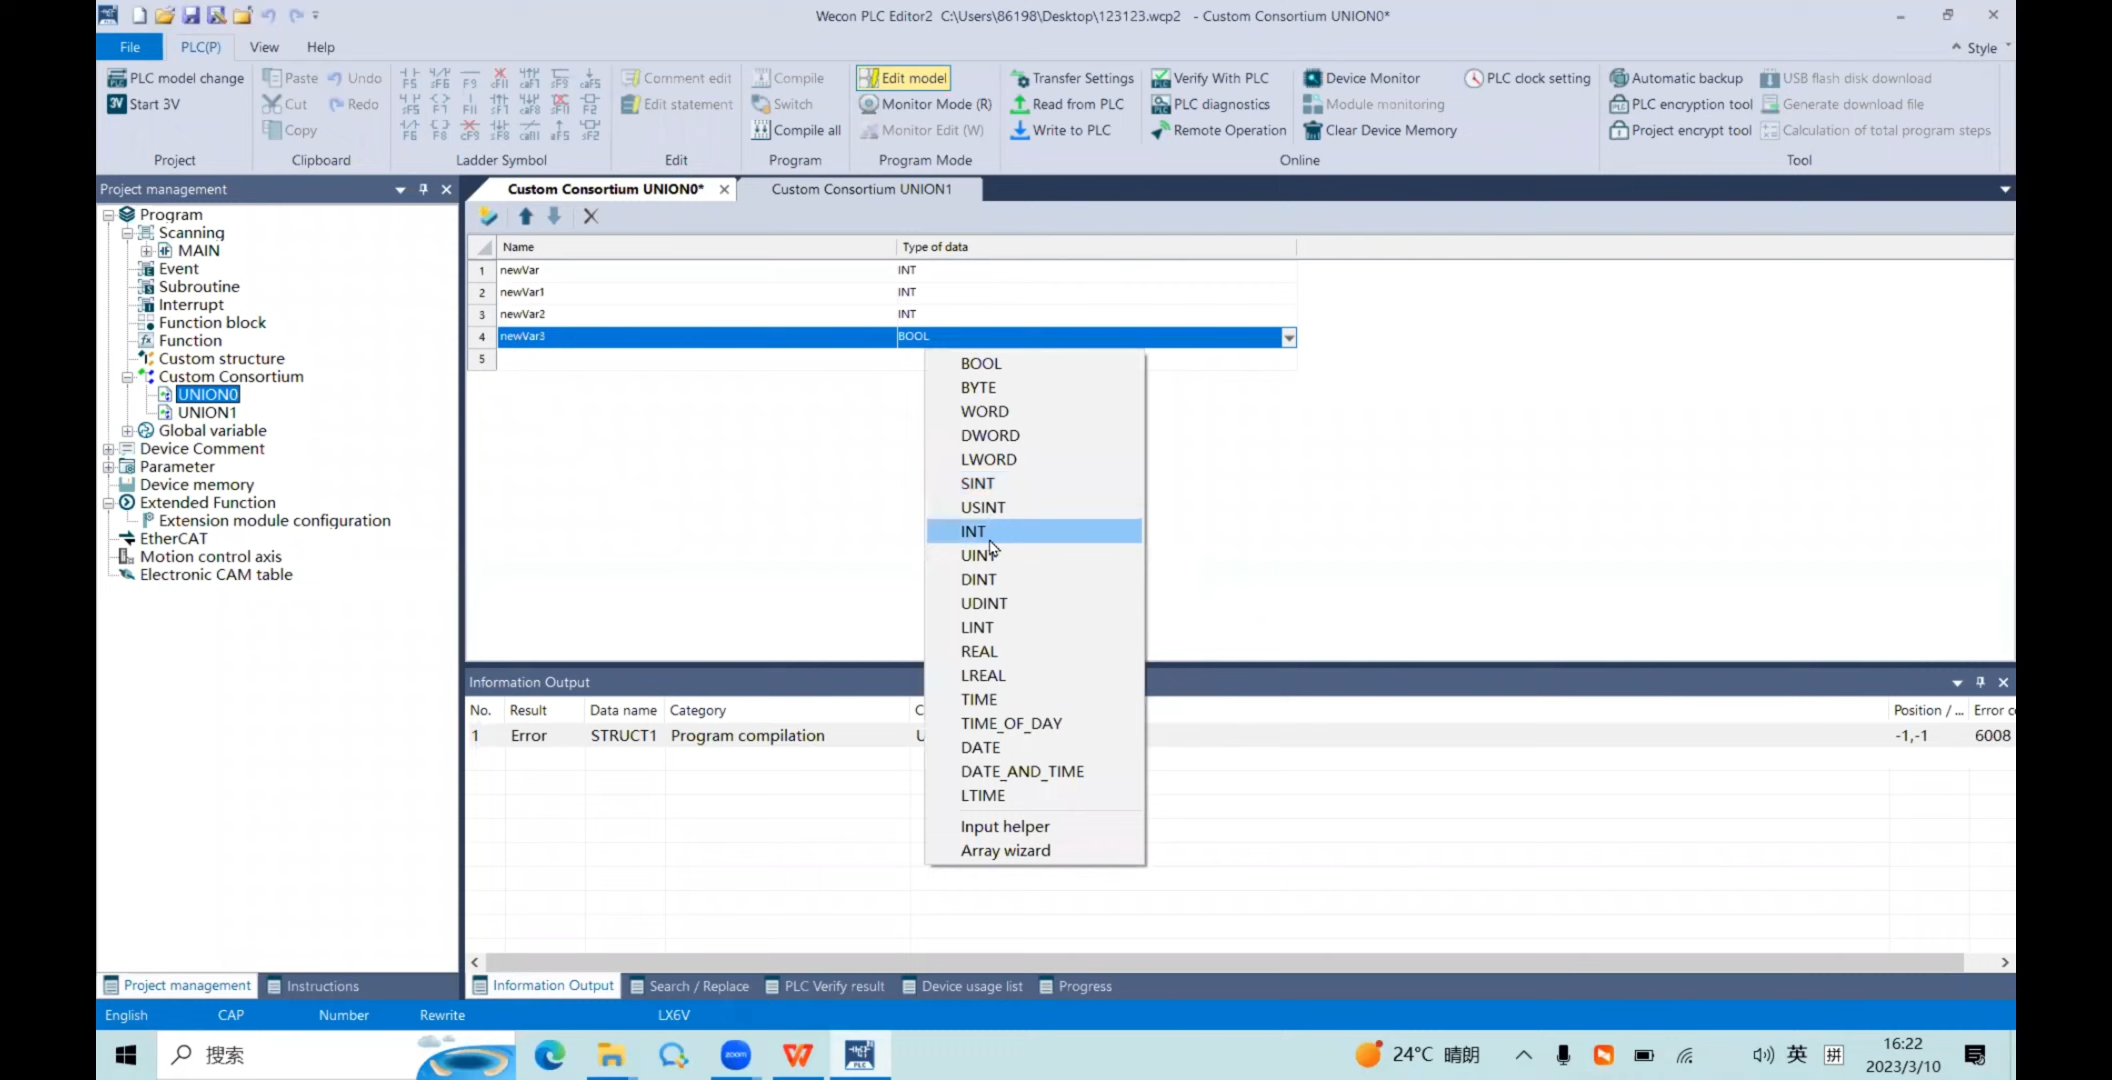 Wecon PLC Editor2 C:\Users\86198\Desktop\123123.wcp2 - Custom Consortium UNION0*
File PLC(P) View Help
Style
PLC model change
Start 3V
Project
Paste Undo
Cut Redo
Copy
Clipboard
Ladder Symbol
Comment edit
Edit statement
Edit
Compile
Switch
Compile all
Program
Edit model
Monitor Mode (R)
Monitor Edit (W)
Program Mode
Transfer Settings Verify With PLC Device Monitor PLC clock setting
Read from PLC PLC diagnostics Module monitoring
Write to PLC Remote Operation Clear Device Memory
Online
Automatic backup USB flash disk download
PLC encryption tool Generate download file
Project encrypt tool Calculation of total program steps
Tool
Project management
Program
Scanning
MAIN
Event
Subroutine
Interrupt
Function block
Function
Custom structure
Custom Consortium
UNION0
UNION1
Global variable
Device Comment
Parameter
Device memory
Extended Function
Extension module configuration
EtherCAT
Motion control axis
Electronic CAM table
Project management Instructions
Custom Consortium UNION0* Custom Consortium UNION1
Name Type of data
1 newVar INT
2 newVar1 INT
3 newVar2 INT
4 newVar3 BOOL
5
BOOL
BYTE
WORD
DWORD
LWORD
SINT
USINT
INT
UINT
DINT
UDINT
LINT
REAL
LREAL
TIME
TIME_OF_DAY
DATE
DATE_AND_TIME
LTIME
Input helper
Array wizard
Information Output
No. Result Data name Category C Position / ... Error co
1 Error STRUCT1 Program compilation U -1,-1 6008
Information Output Search / Replace PLC Verify result Device usage list Progress
English CAP Number Rewrite LX6V
搜索
zoom
PLC
24°C 晴朗
英 拼
16:22
2023/3/10